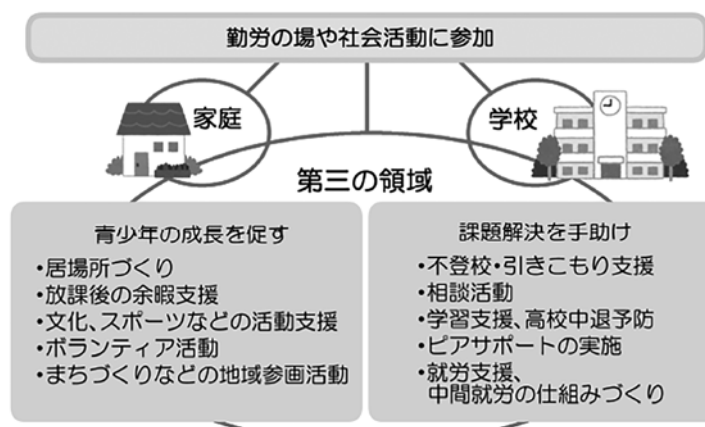 勤労の場や社会活動に参加
家庭
学校
第三の領域
青少年の成長を促す
・居場所づくり
・放課後の余暇支援
・文化、スポーツなどの活動支援
・ボランティア活動
・まちづくりなどの地域参画活動
課題解決を手助け
・不登校・引きこもり支援
・相談活動
・学習支援、高校中退予防
・ピアサポートの実施
・就労支援、
中間就労の仕組みづくり